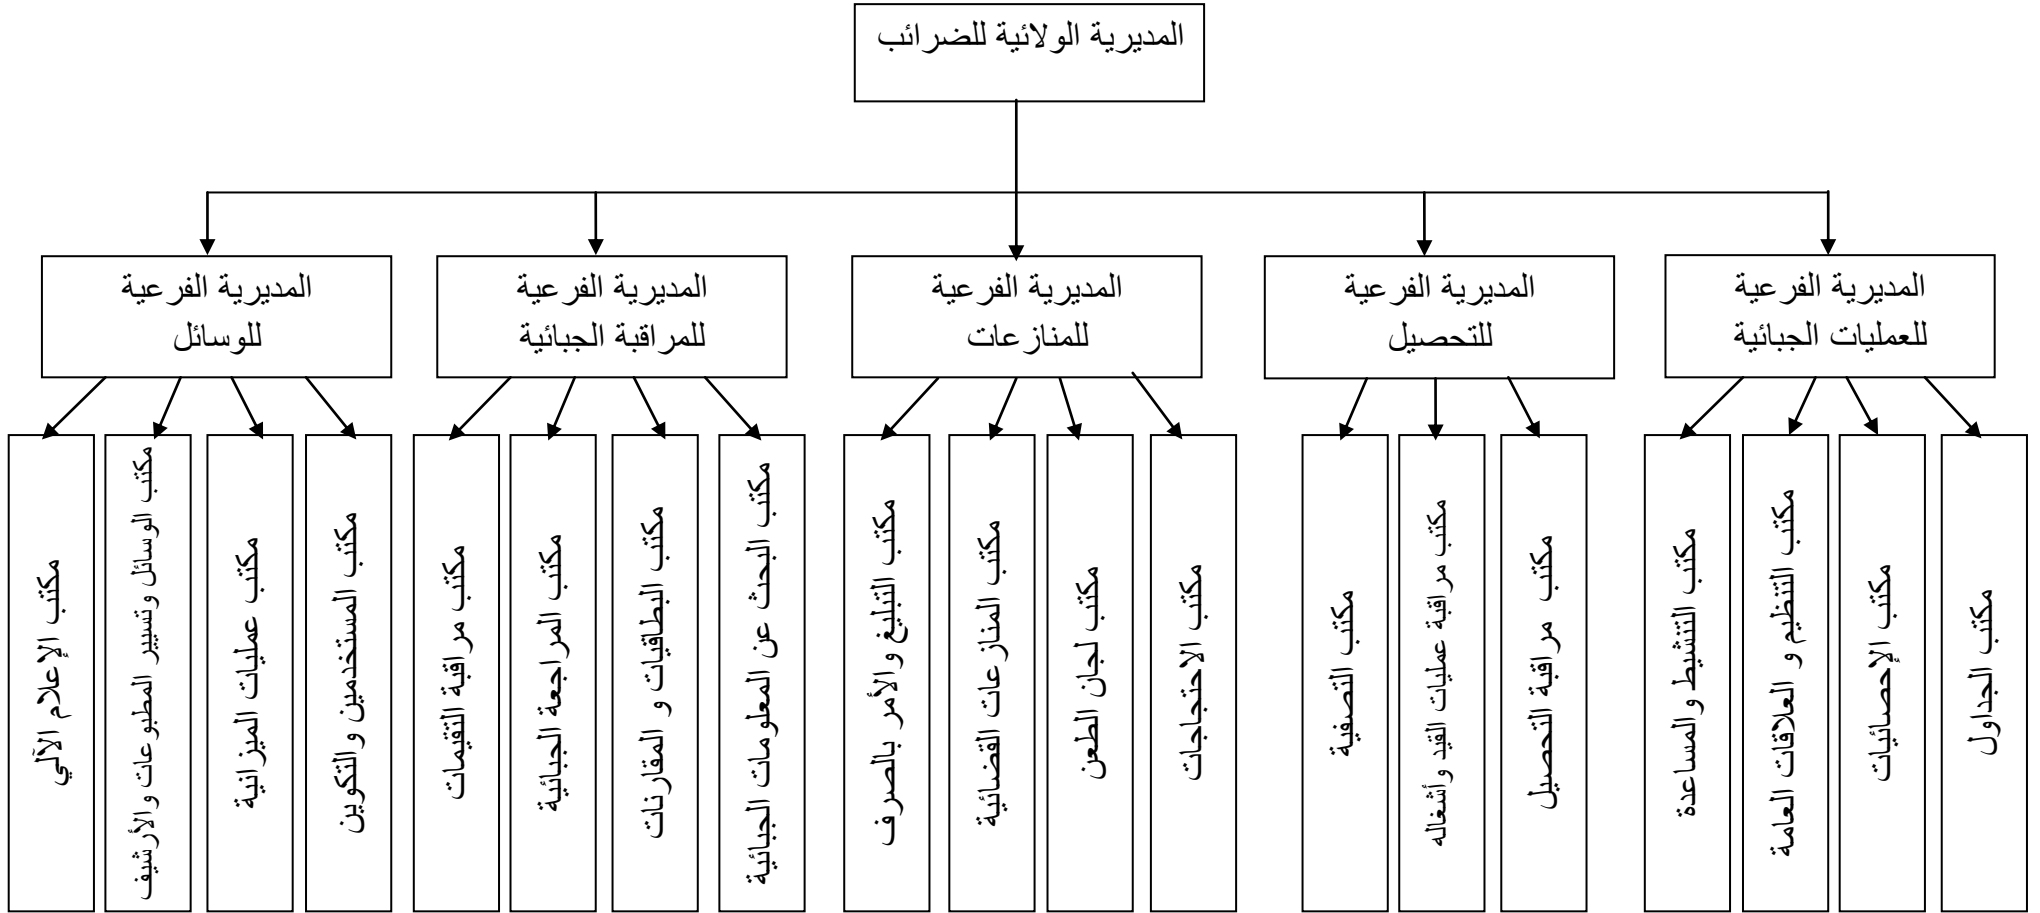 المديرية الولائية للضرائب
المديرية الفرعية
للعمليات الجبائية
المديرية الفرعية
للتحصيل
المديرية الفرعية
للمنازعات
المديرية الفرعية
للمراقبة الجبائية
المديرية الفرعية
للوسائل
مكتب الجداول
مكتب الإحصائيات
مكتب التنظيم و العلاقات العامة
مكتب التنشيط والمساعدة
مكتب مراقبة التحصيل
مكتب مراقبة عمليات القيد وأشغاله
مكتب التصفية
مكتب الاحتجاجات
مكتب لجان الطعن
مكتب المنازعات القضائية
مكتب التبليغ والأمر بالصرف
مكتب البحث عن المعلومات الجبائية
مكتب البطاقيات و المقارنات
مكتب المراجعة الجبائية
مكتب مراقبة التقيمات
مكتب المستخدمين والتكوين
مكتب عمليات الميزانية
مكتب الوسائل وتسيير المطبوعات والأرشيف
مكتب الإعلام الآلي